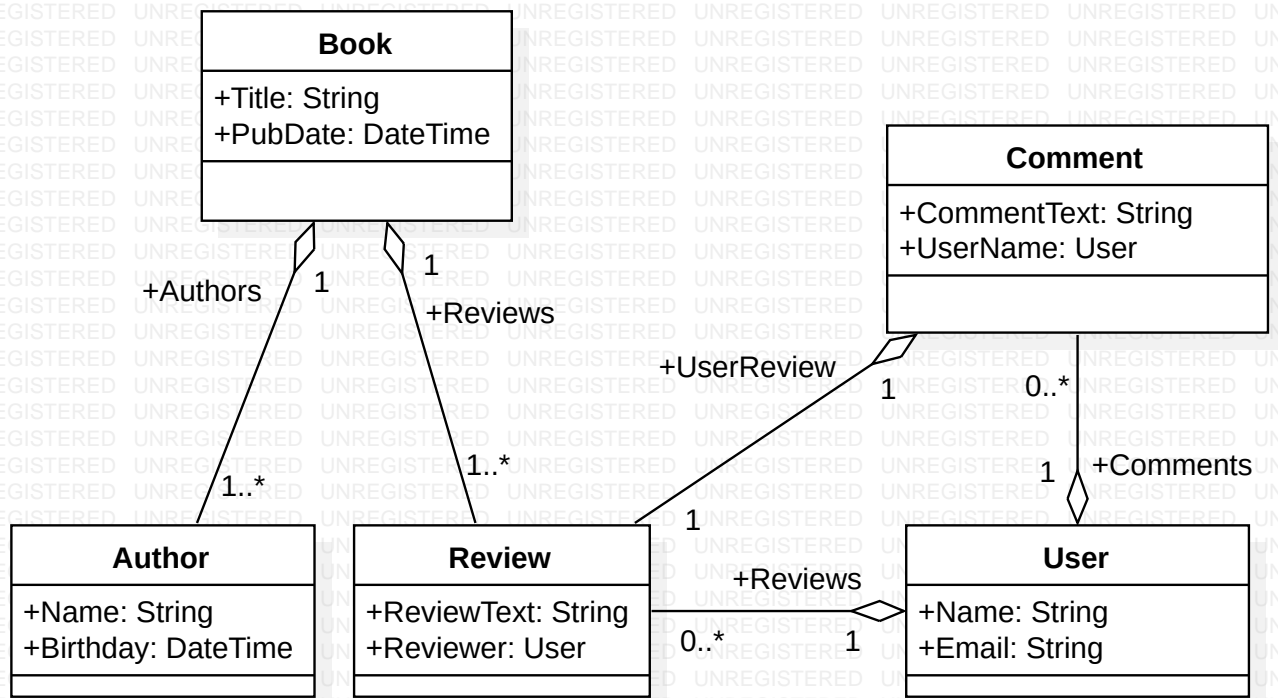 Book
+Title: String
+PubDate: DateTime
Comment
+CommentText: String
+UserName: User
+Authors
1
1
+Reviews
+UserReview
1
0..*
1..*
1..*
1
+Comments
1
Author
+Name: String
+Birthday: DateTime
Review
+ReviewText: String
+Reviewer: User
+Reviews
0..*
1
User
+Name: String
+Email: String
UNREGISTERED